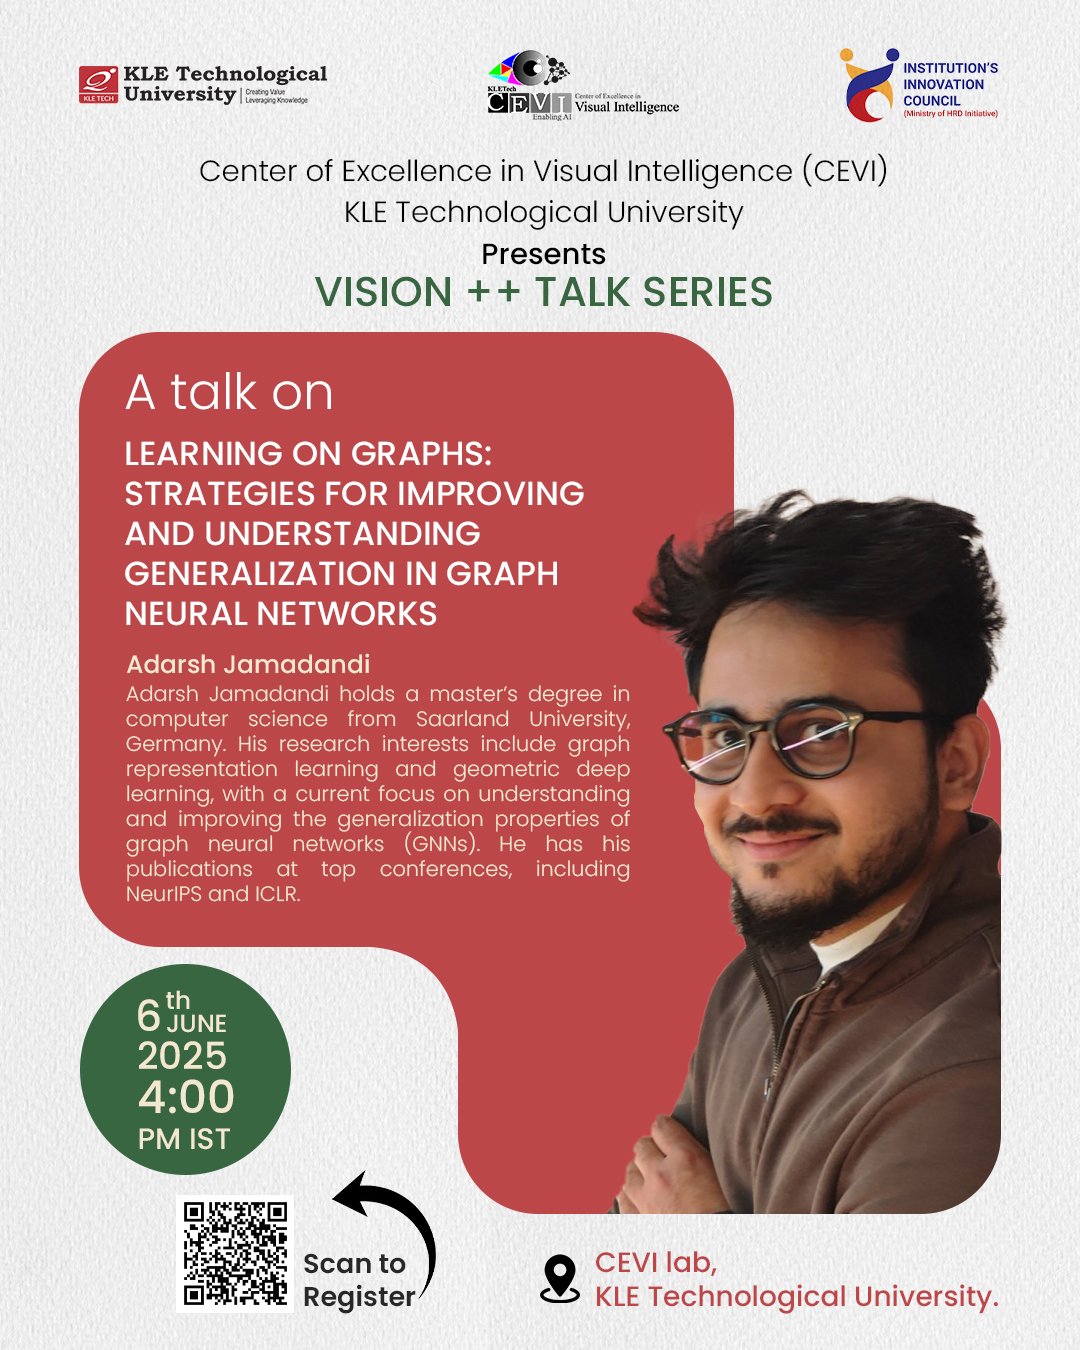 KLE Technological
University
Creating Value
Leveraging Knowledge
KLE TECH
KLETech
CEVI
Center of Excellence in
Visual Intelligence
Enabling AI
INSTITUTION'S
INNOVATION
COUNCIL
(Ministry of HRD Initiative)
Center of Excellence in Visual Intelligence (CEVI)
KLE Technological University
Presents
VISION ++ TALK SERIES
A talk on
LEARNING ON GRAPHS:
STRATEGIES FOR IMPROVING
AND UNDERSTANDING
GENERALIZATION IN GRAPH
NEURAL NETWORKS
Adarsh Jamadandi
Adarsh Jamadandi holds a master's degree in
computer science from Saarland University,
Germany. His research interests include graph
representation learning and geometric deep
learning, with a current focus on understanding
and improving the generalization properties of
graph neural networks (GNNs). He has his
publications at top conferences, including
NeurIPS and ICLR.
6th JUNE
2025
4:00
PM IST
Scan to
Register
CEVI lab,
KLE Technological University.